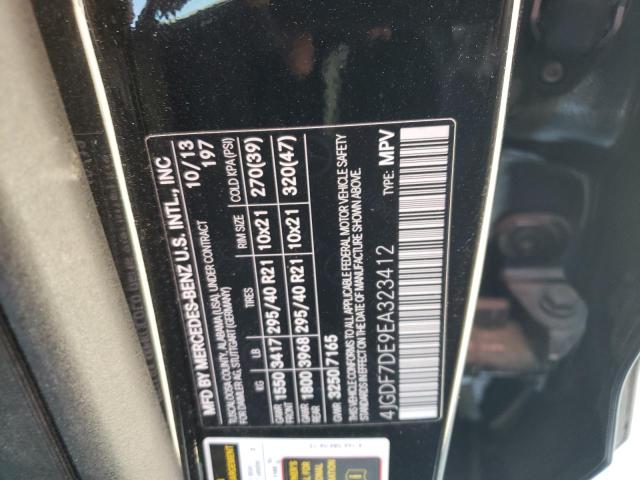 MFD BY MERCEDES-BENZ U.S. INTL., INC
TUSCALOOSA COUNTY, ALABAMA (USA) UNDER CONTRACT
FOR DAIMLER AG, STUTTGART (GERMANY)
10/13
197
KG LB TIRES RIM SIZE COLD KPA (PSI)
GWR FRONT 1550 3417 295/40 R21 10x21 270(39)
GWR REAR 1800 3968 295/40 R21 10x21 320(47)
GWR 3250 7165
THIS VEHICLE CONFORMS TO ALL APPLICABLE FEDERAL MOTOR VEHICLE SAFETY
STANDARDS IN EFFECT ON THE DATE OF MANUFACTURE SHOWN ABOVE.
4JGDF7DE9EA323412 TYPE: MPV